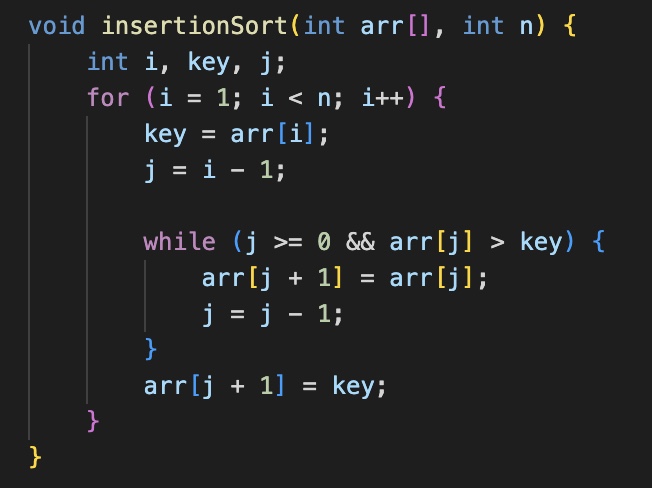 void insertionSort(int arr[], int n) {
    int i, key, j;
    for (i = 1; i < n; i++) {
        key = arr[i];
        j = i - 1;

        while (j >= 0 && arr[j] > key) {
            arr[j + 1] = arr[j];
            j = j - 1;
        }
        arr[j + 1] = key;
    }
}